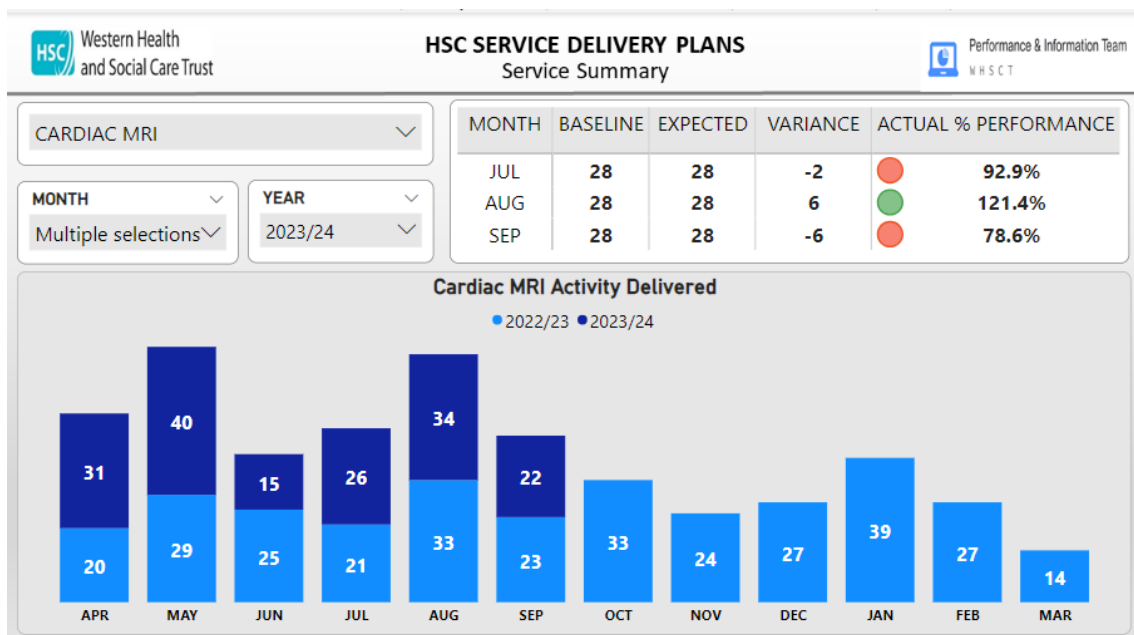 HSC
Western Health
and Social Care Trust
HSC SERVICE DELIVERY PLANS
Service Summary
Performance & Information Team
WHSCT
CARDIAC MRI
MONTH
Multiple selections
YEAR
2023/24
MONTH BASELINE EXPECTED VARIANCE ACTUAL % PERFORMANCE
JUL 28 28 -2 92.9%
AUG 28 28 6 121.4%
SEP 28 28 -6 78.6%
Cardiac MRI Activity Delivered
2022/23 2023/24
31 40 15 26 34 22
20 29 25 21 33 23 33 24 27 39 27 14
APR MAY JUN JUL AUG SEP OCT NOV DEC JAN FEB MAR